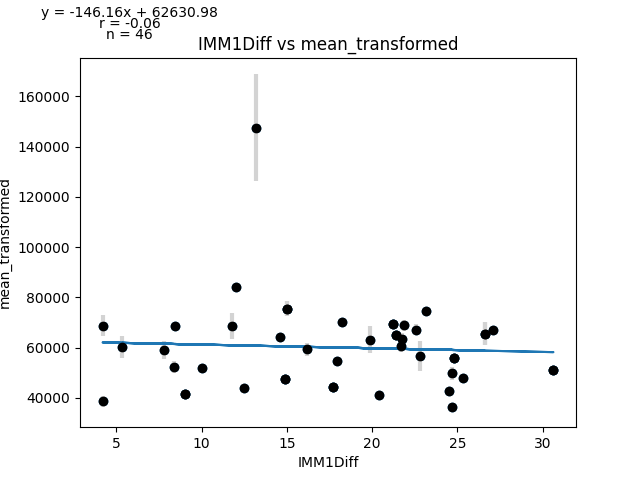 y = -146.16x + 62630.98
r = -0.06
n = 46
IMM1Diff vs mean_transformed
160000
140000
120000
100000
80000
60000
40000
mean_transformed
5 10 15 20 25 30
IMM1Diff